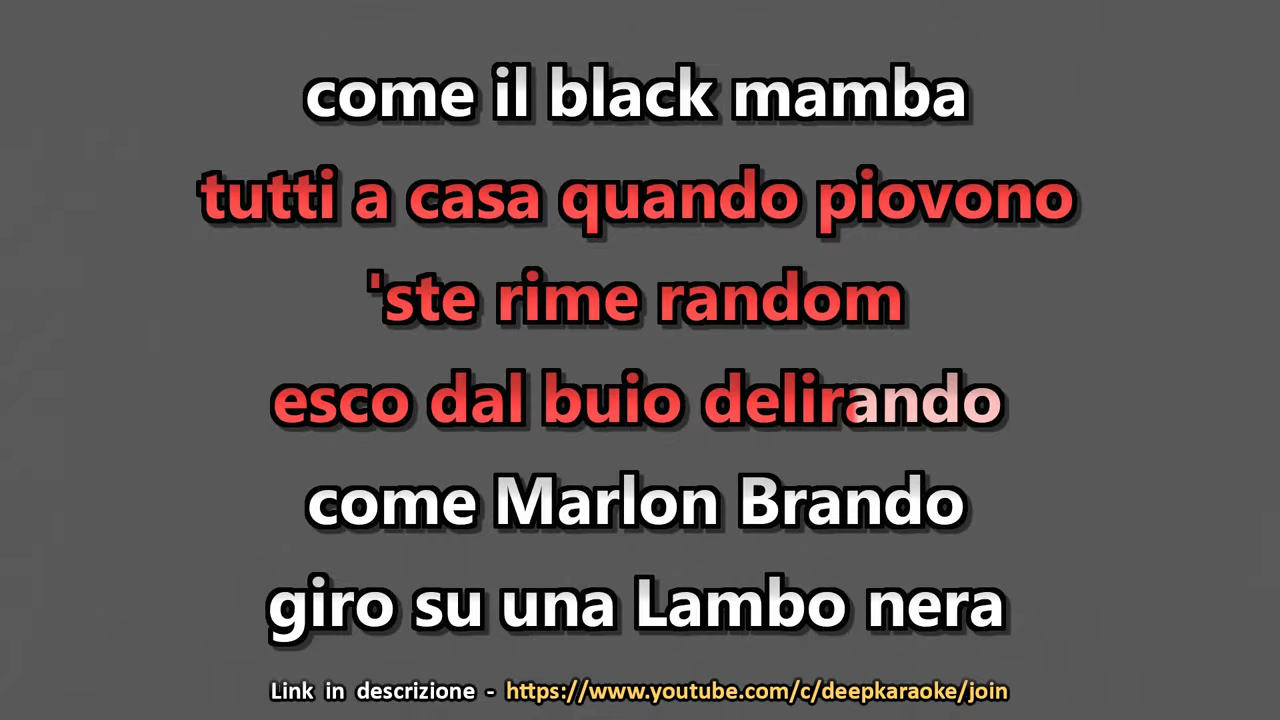 come il black mamba
tutti a casa quando piovono
'ste rime random
esco dal buio delirando
come Marlon Brando
giro su una Lambo nera
Link in descrizione - https://www.youtube.com/c/deepkaraoke/join